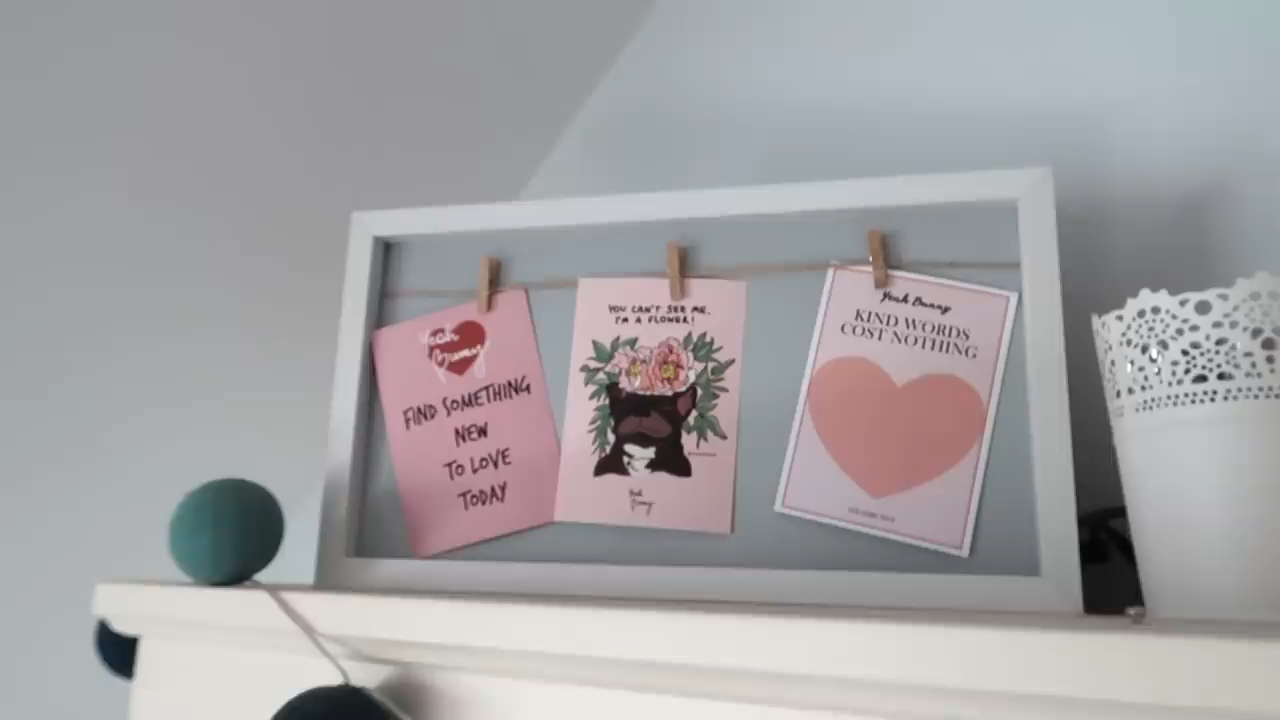 Yeah
Bunny
FIND SOMETHING
NEW
TO LOVE
TODAY
YOU CAN'T SEE ME,
I'M A FLOWER!
Yeah
Bunny
Yeah Bunny
KIND WORDS
COST NOTHING